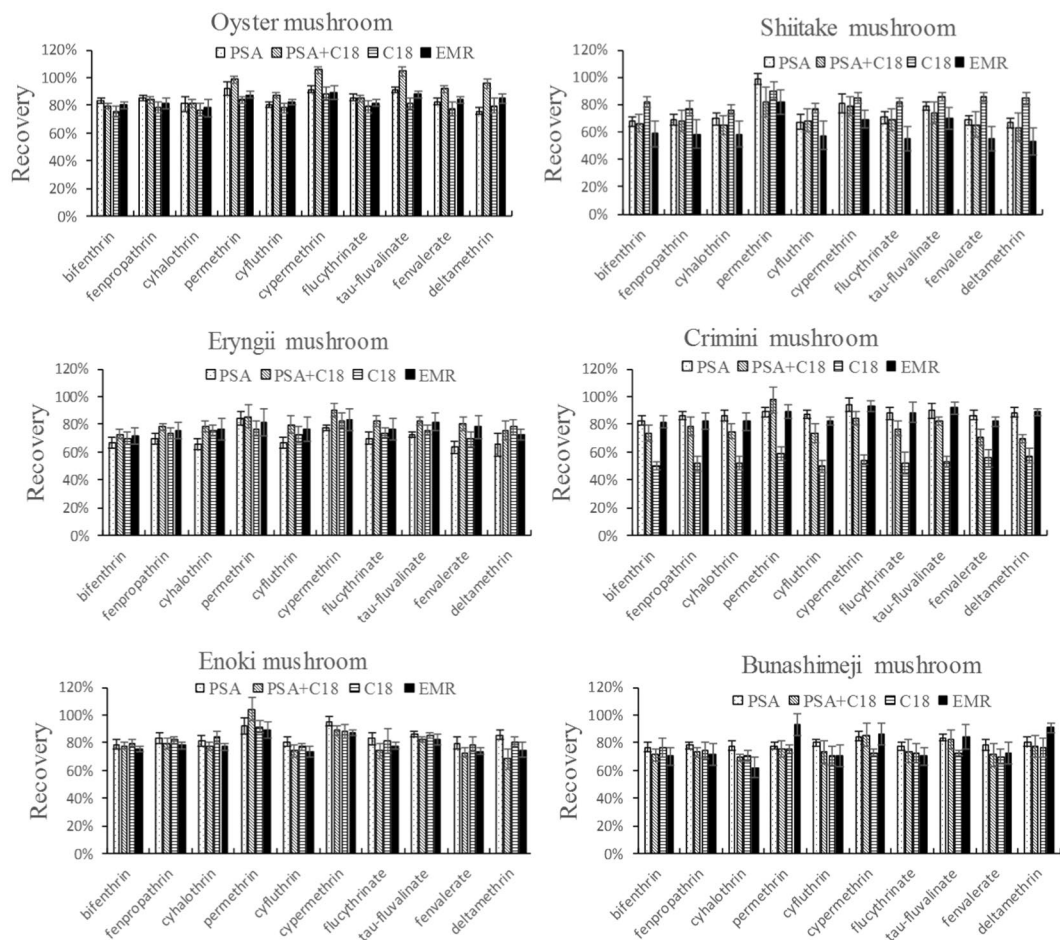 Oyster mushroom
PSA PSA+C18 C18 EMR
Recovery
120%
100%
80%
60%
40%
20%
0%
bifenthrin
fenpropathrin
cyhalothrin
permethrin
cyfluthrin
cypermethrin
flucythrinate
tau-fluvalinate
fenvalerate
deltamethrin
Shiitake mushroom
PSA PSA+C18 C18 EMR
Recovery
120%
100%
80%
60%
40%
20%
0%
bifenthrin
fenpropathrin
cyhalothrin
permethrin
cyfluthrin
cypermethrin
flucythrinate
tau-fluvalinate
fenvalerate
deltamethrin
Eryngii mushroom
PSA PSA+C18 C18 EMR
Recovery
120%
100%
80%
60%
40%
20%
0%
bifenthrin
fenpropathrin
cyhalothrin
permethrin
cyfluthrin
cypermethrin
flucythrinate
tau-fluvalinate
fenvalerate
deltamethrin
Crimini mushroom
PSA PSA+C18 C18 EMR
Recovery
120%
100%
80%
60%
40%
20%
0%
bifenthrin
fenpropathrin
cyhalothrin
permethrin
cyfluthrin
cypermethrin
flucythrinate
tau-fluvalinate
fenvalerate
deltamethrin
Enoki mushroom
PSA PSA+C18 C18 EMR
Recovery
120%
100%
80%
60%
40%
20%
0%
bifenthrin
fenpropathrin
cyhalothrin
permethrin
cyfluthrin
cypermethrin
flucythrinate
tau-fluvalinate
fenvalerate
deltamethrin
Bunashimeji mushroom
PSA PSA+C18 C18 EMR
Recovery
120%
100%
80%
60%
40%
20%
0%
bifenthrin
fenpropathrin
cyhalothrin
permethrin
cyfluthrin
cypermethrin
flucythrinate
tau-fluvalinate
fenvalerate
deltamethrin